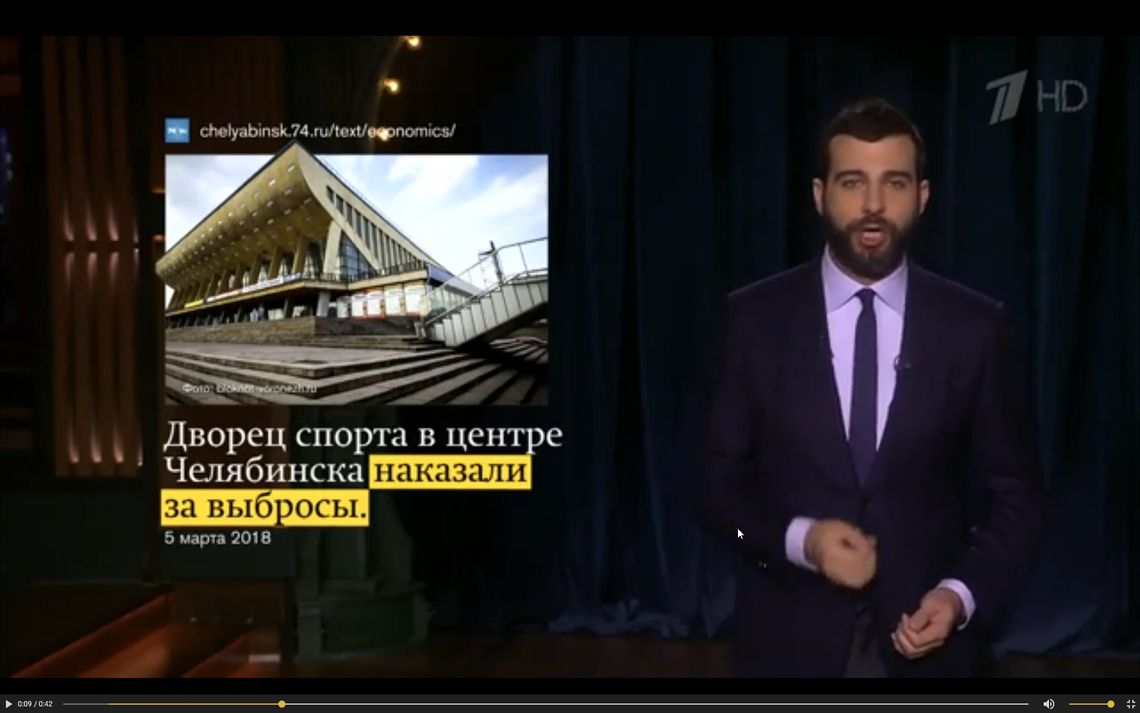 HD
chelyabinsk.74.ru/text/economics/
Дворец спорта в центре
Челябинска наказали
за выбросы.
5 марта 2018
0:09 / 0:42